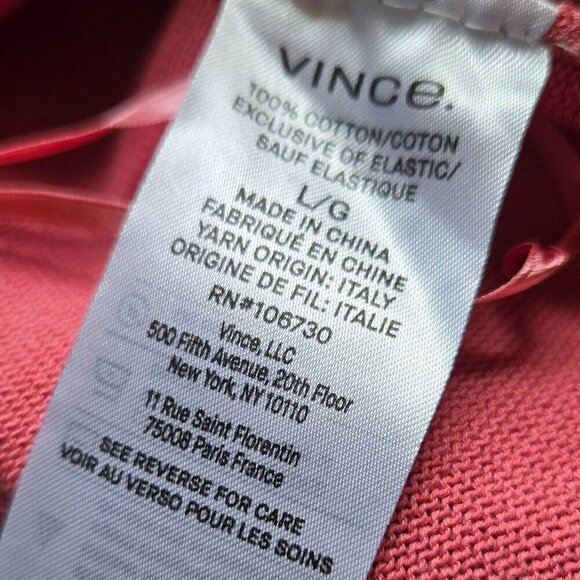 VINCe.
100% COTTON/COTON
EXCLUSIVE OF ELASTIC/
SAUF ELASTIQUE
L/G
MADE IN CHINA
FABRIQUÉ EN CHINE
YARN ORIGIN: ITALY
ORIGINE DE FIL: ITALIE
RN#106730
Vince, LLC
500 Fifth Avenue, 20th Floor
New York, NY 10110
11 Rue Saint Florentin
75008 Paris France
SEE REVERSE FOR CARE
VOIR AU VERSO POUR LES SOINS